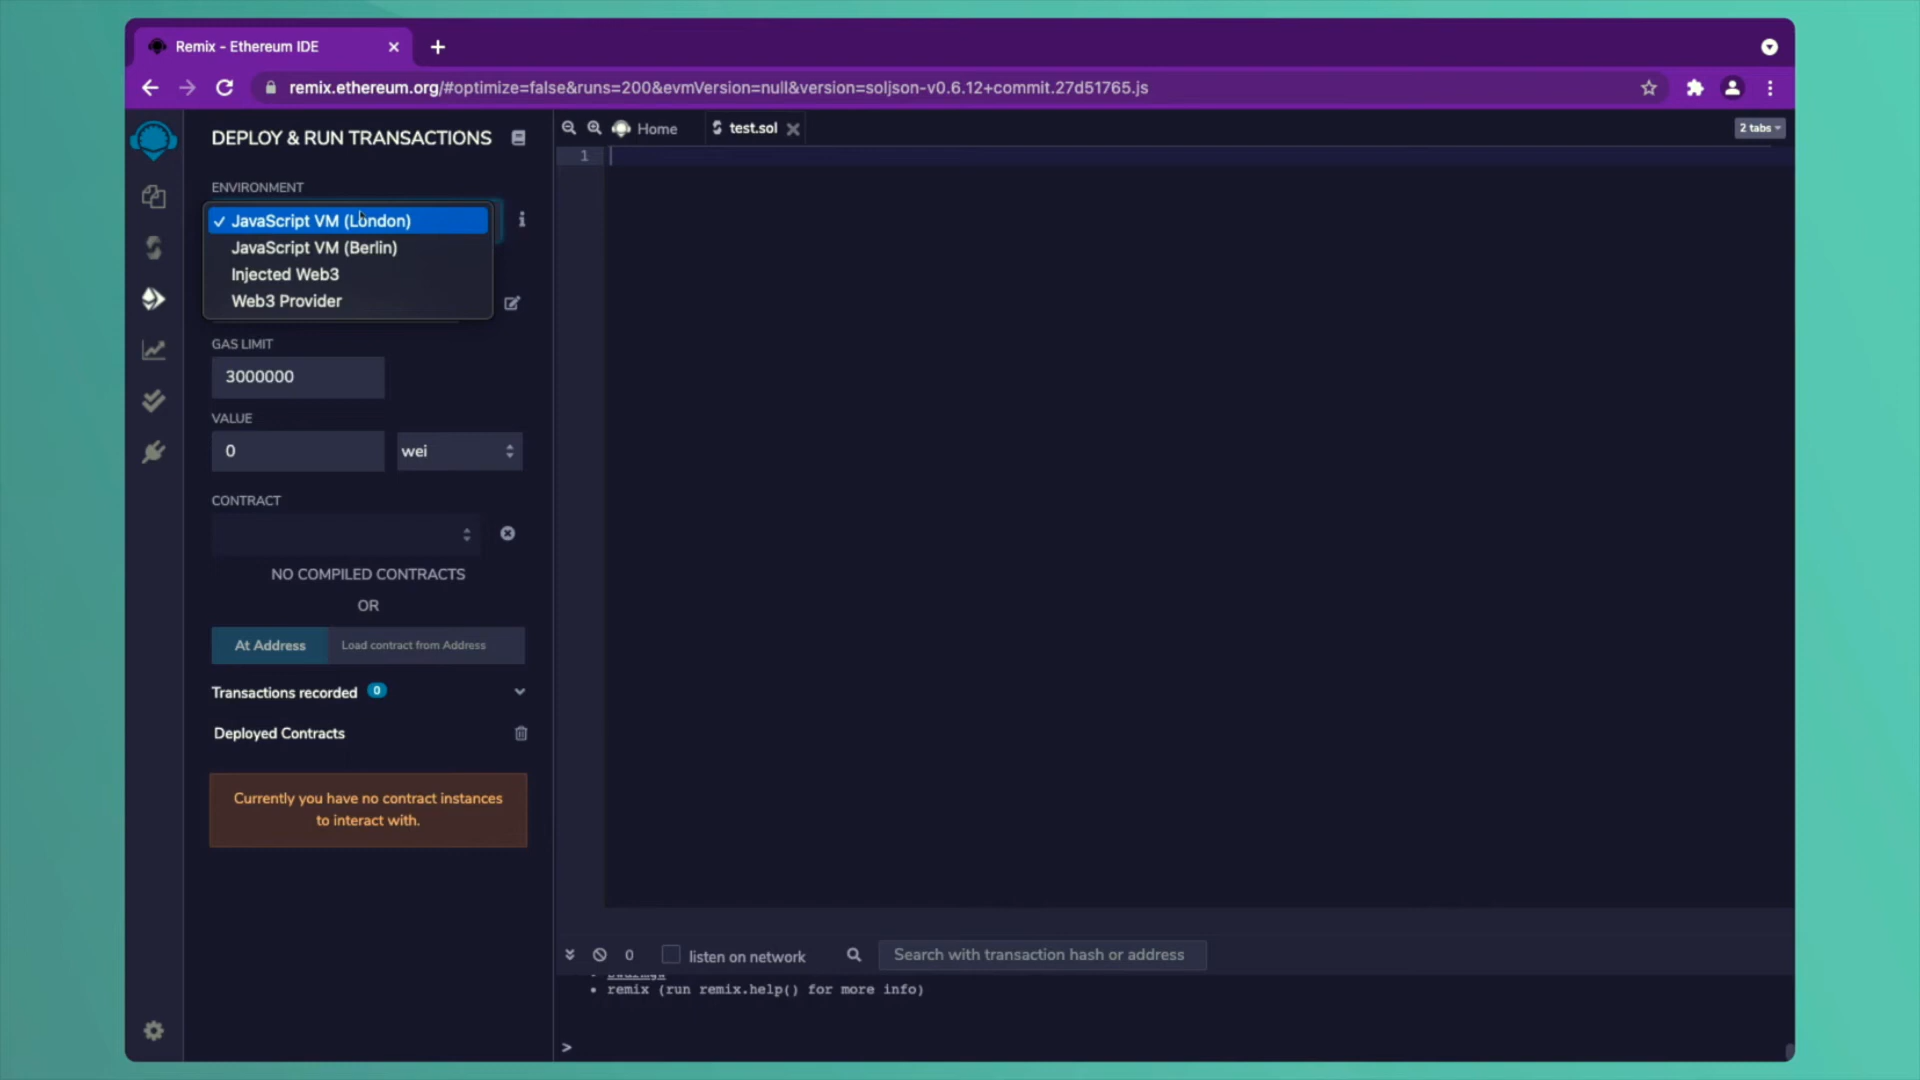 Remix - Ethereum IDE
remix.ethereum.org/#optimize=false&runs=200&evmVersion=null&version=soljson-v0.6.12+commit.27d51765.js
DEPLOY & RUN TRANSACTIONS
Home
test.sol
2 tabs
1
ENVIRONMENT
JavaScript VM (London)
JavaScript VM (Berlin)
Injected Web3
Web3 Provider
GAS LIMIT
3000000
VALUE
0
wei
CONTRACT
NO COMPILED CONTRACTS
OR
At Address
Load contract from Address
Transactions recorded 0
Deployed Contracts
Currently you have no contract instances
to interact with.
0
listen on network
Search with transaction hash or address
• remix (run remix.help() for more info)
>